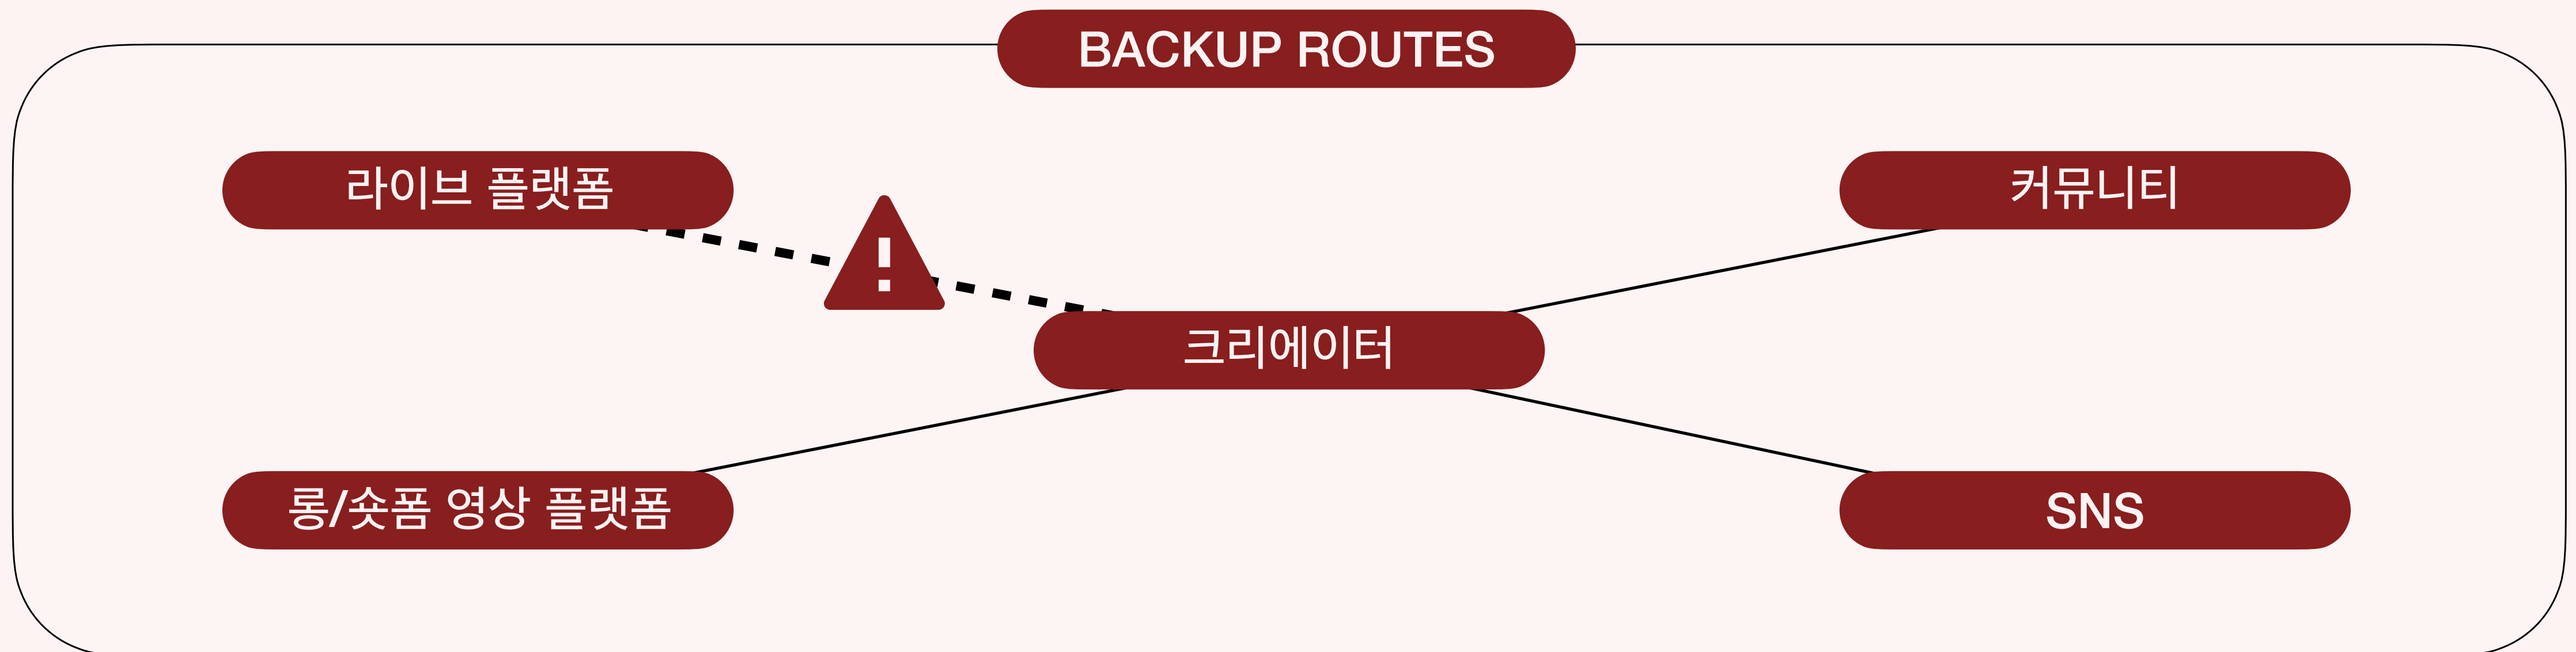 BACKUP ROUTES
라이브 플랫폼
커뮤니티
!
크리에이터
롱/숏폼 영상 플랫폼
SNS